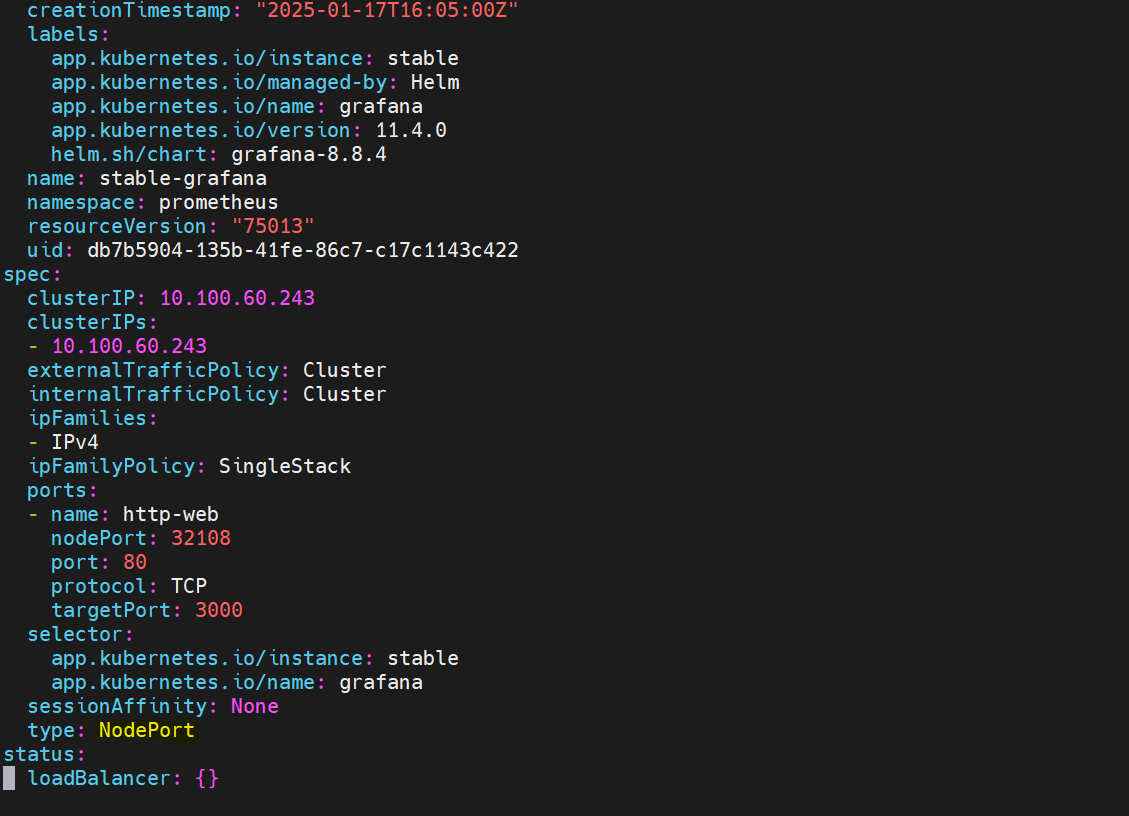 creationTimestamp: "2025-01-17T16:05:00Z"
  labels:
    app.kubernetes.io/instance: stable
    app.kubernetes.io/managed-by: Helm
    app.kubernetes.io/name: grafana
    app.kubernetes.io/version: 11.4.0
    helm.sh/chart: grafana-8.8.4
  name: stable-grafana
  namespace: prometheus
  resourceVersion: "75013"
  uid: db7b5904-135b-41fe-86c7-c17c1143c422
spec:
  clusterIP: 10.100.60.243
  clusterIPs:
  - 10.100.60.243
  externalTrafficPolicy: Cluster
  internalTrafficPolicy: Cluster
  ipFamilies:
  - IPv4
  ipFamilyPolicy: SingleStack
  ports:
  - name: http-web
    nodePort: 32108
    port: 80
    protocol: TCP
    targetPort: 3000
  selector:
    app.kubernetes.io/instance: stable
    app.kubernetes.io/name: grafana
  sessionAffinity: None
  type: NodePort
status:
  loadBalancer: {}